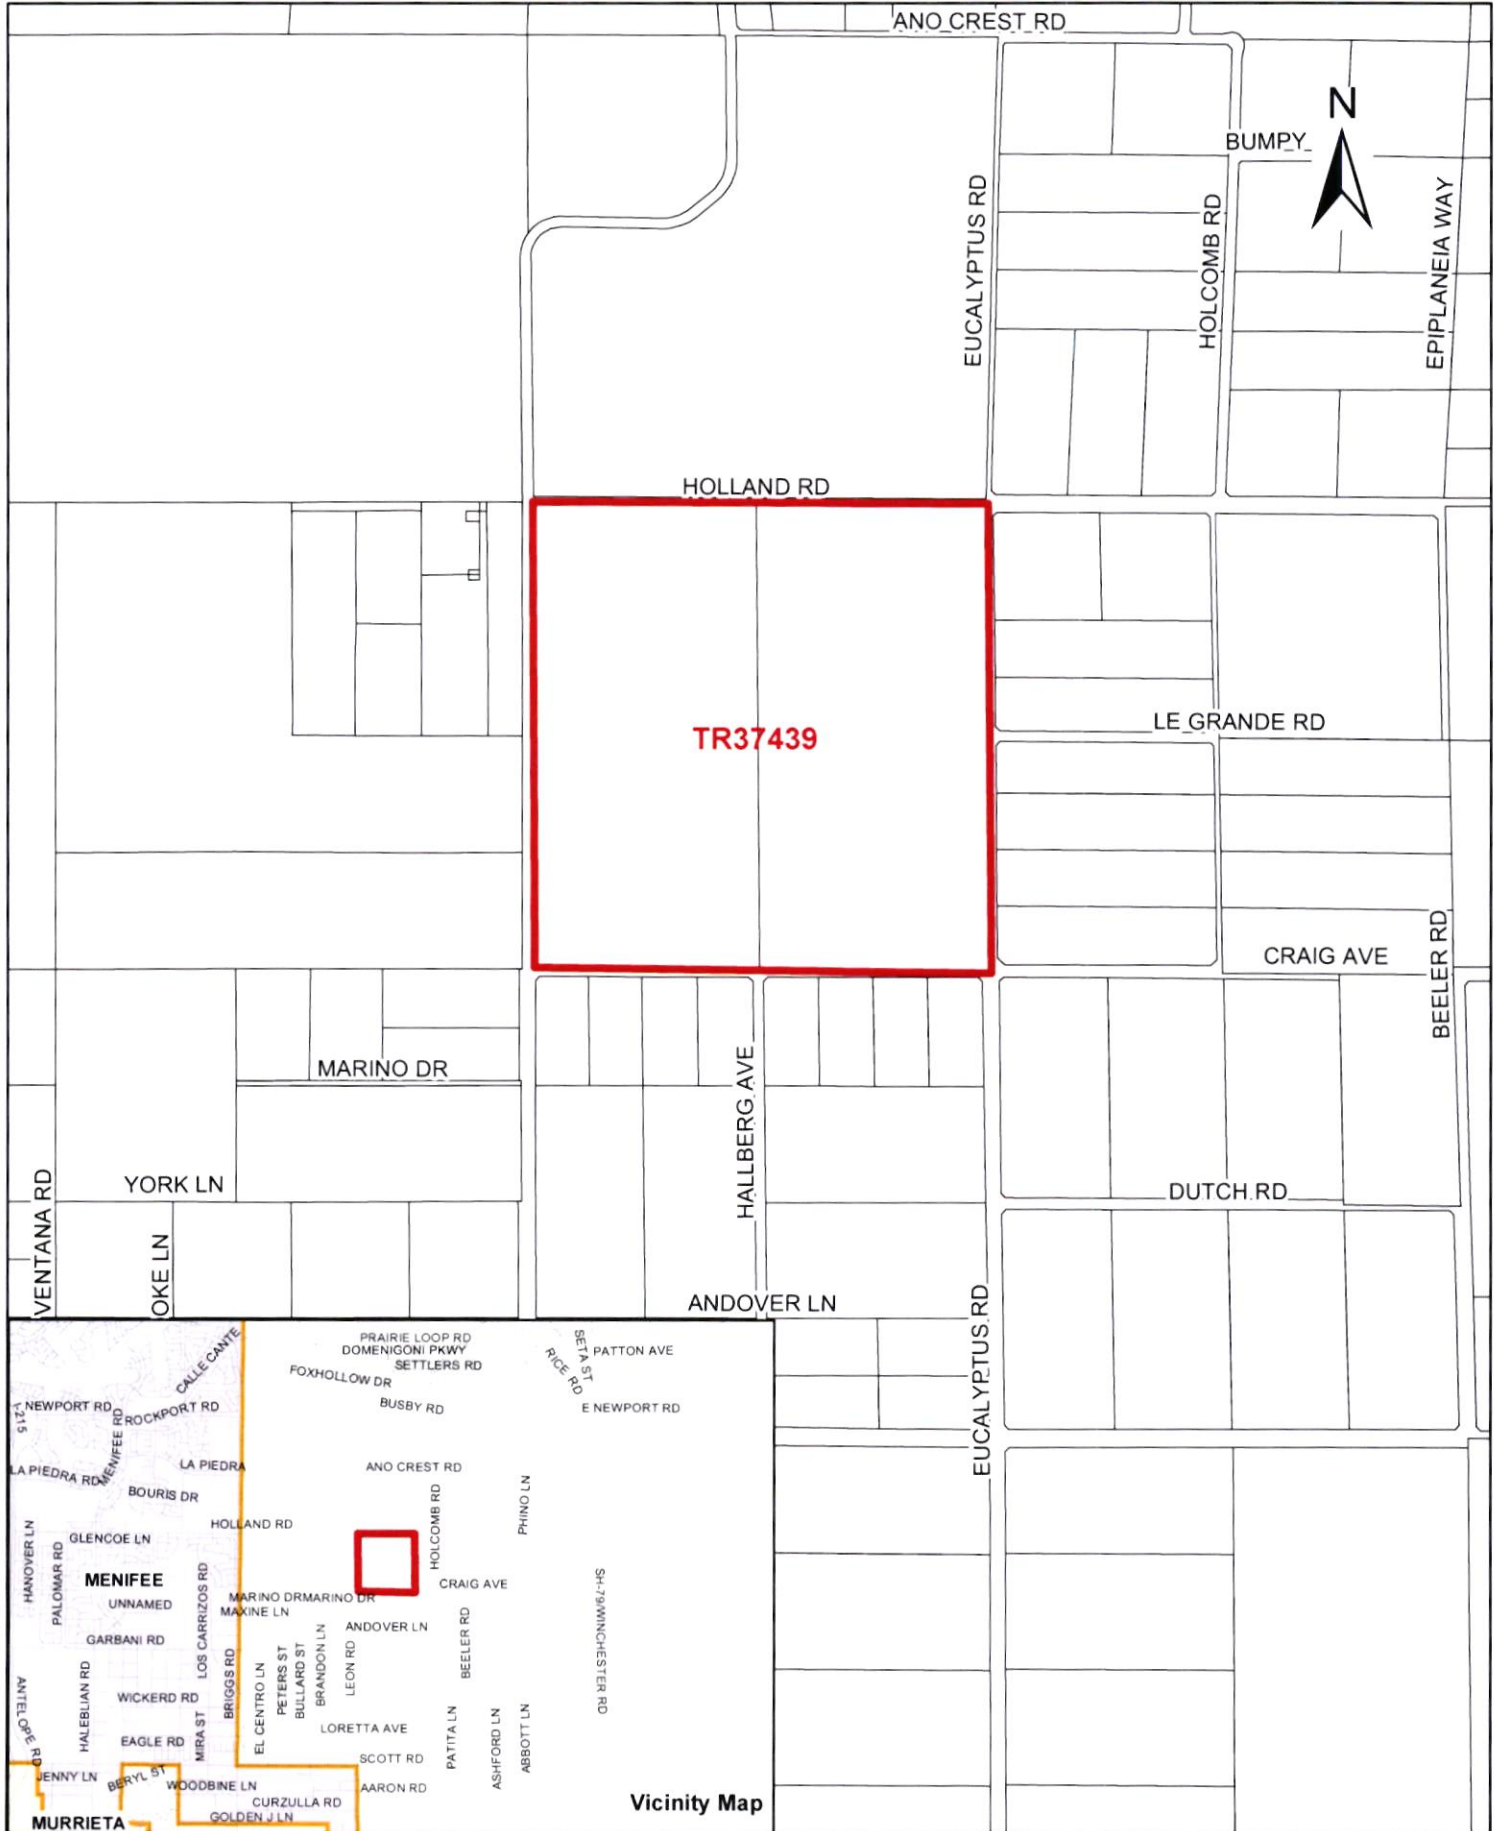 ANO CREST RD
N
BUMPY
EUCALYPTUS RD
HOLCOMB RD
EPIPLANEIA WAY
HOLLAND RD
LE GRANDE RD
TR37439
CRAIG AVE
BEELER RD
MARINO DR
HALLBERG AVE
YORK LN
DUTCH RD
VENTANA RD
OKE LN
ANDOVER LN
EUCALYPTUS RD
CALLE CANTE
PRAIRIE LOOP RD
DOMENIGONI PKWY
SETTLERS RD
SETA ST
PATTON AVE
RICE RD
FOXHOLLOW DR
BUSBY RD
E NEWPORT RD
I-215
NEWPORT RD
MENIFEE RD
ROCKPORT RD
LA PIEDRA RD
LA PIEDRA
ANO CREST RD
BOURIS DR
HOLCOMB RD
PHINO LN
HOLLAND RD
HANOVER LN
PALOMAR RD
GLENCOE LN
MENIFEE
UNNAMED
LOS CARRIZOS RD
CRAIG AVE
MARINO DR
MARINO DR
MAXINE LN
SH-79/WINCHESTER RD
ANDOVER LN
GARBANI RD
BEELER RD
BRIGGS RD
EL CENTRO LN
PETERS ST
BULLARD ST
BRANDON LN
LEON RD
ANTELOPE RD
HALEBLIAN RD
WICKERD RD
MIRA ST
EAGLE RD
LORETTA AVE
PATITA LN
ASHFORD LN
ABBOTT LN
SCOTT RD
JENNY LN
BERYL ST
WOODBINE LN
AARON RD
CURZULLA RD
GOLDEN J LN
MURRIETA
Vicinity Map